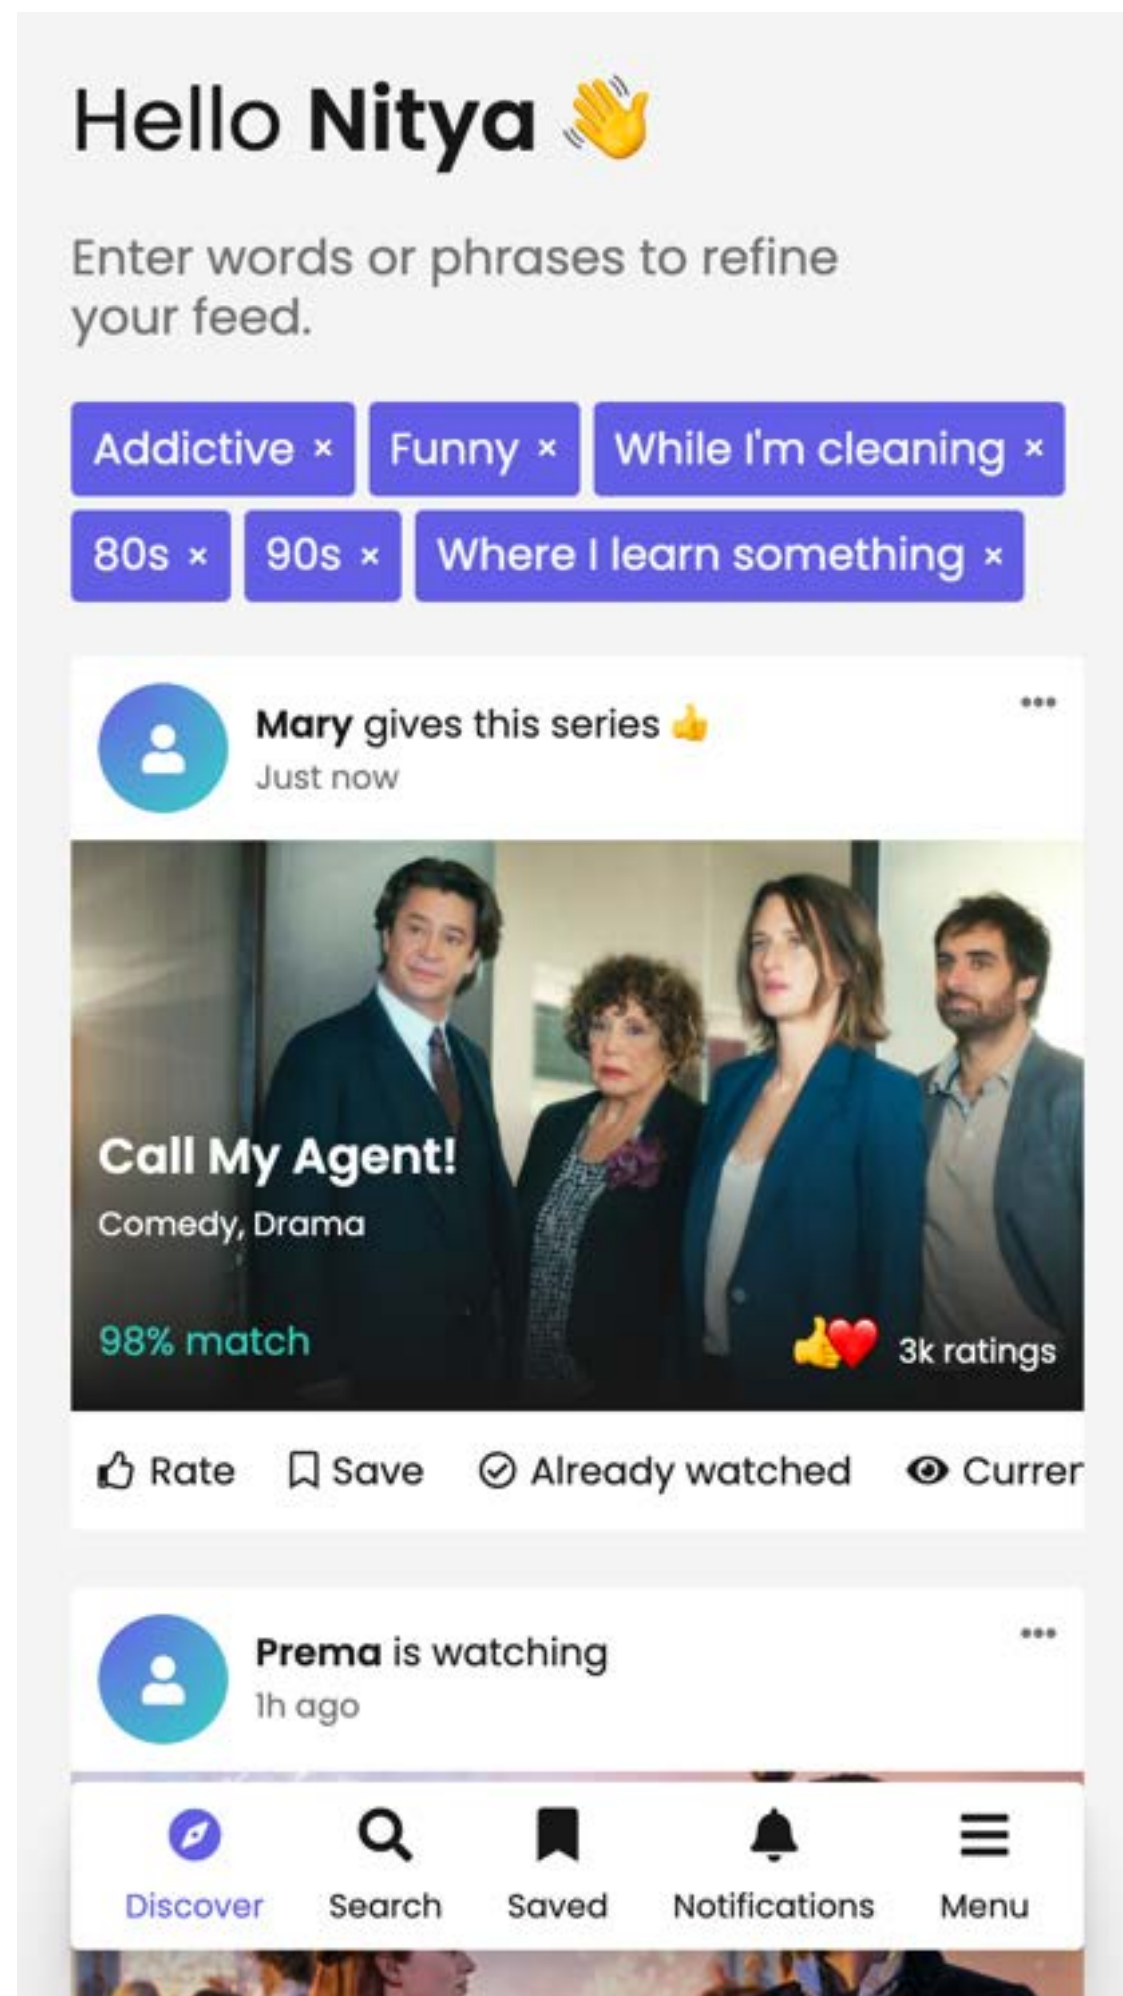 Hello Nitya 👋
Enter words or phrases to refine
your feed.
Addictive × Funny × While I'm cleaning ×
80s × 90s × Where I learn something ×
Mary gives this series 👍
Just now
Call My Agent!
Comedy, Drama
98% match
3k ratings
Rate Save Already watched Curren
Prema is watching
1h ago
Discover Search Saved Notifications Menu